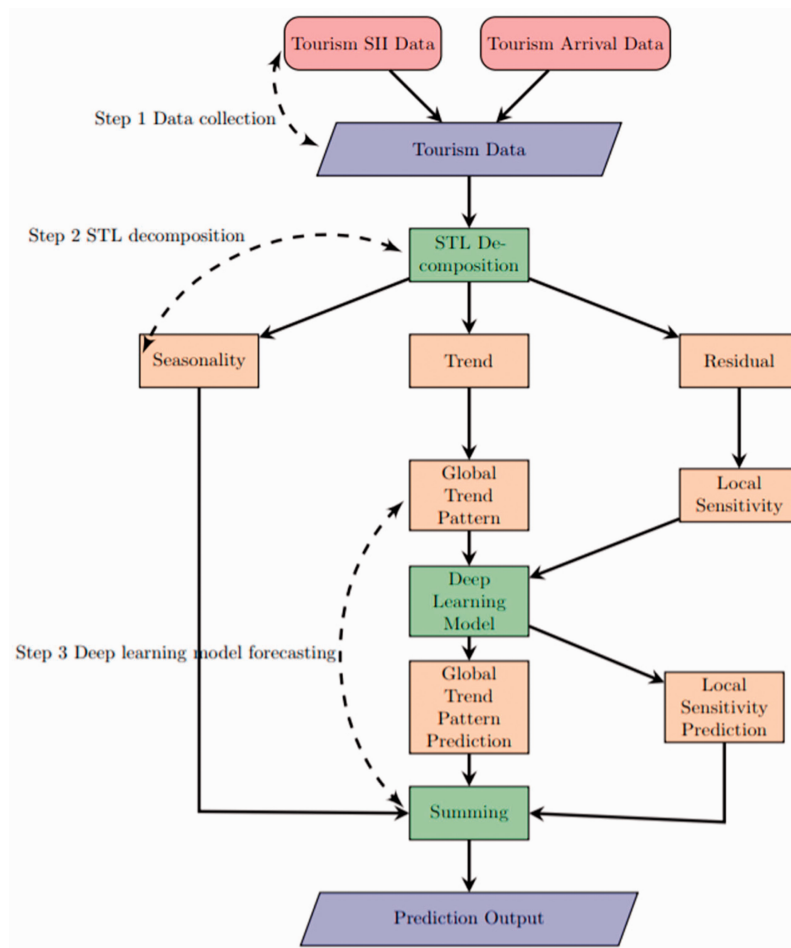 Tourism SII Data
Tourism Arrival Data
Step 1 Data collection
Tourism Data
Step 2 STL decomposition
STL De-
composition
Seasonality
Trend
Residual
Global
Trend
Pattern
Local
Sensitivity
Deep
Learning
Model
Step 3 Deep learning model forecasting
Global
Trend
Pattern
Prediction
Local
Sensitivity
Prediction
Summing
Prediction Output